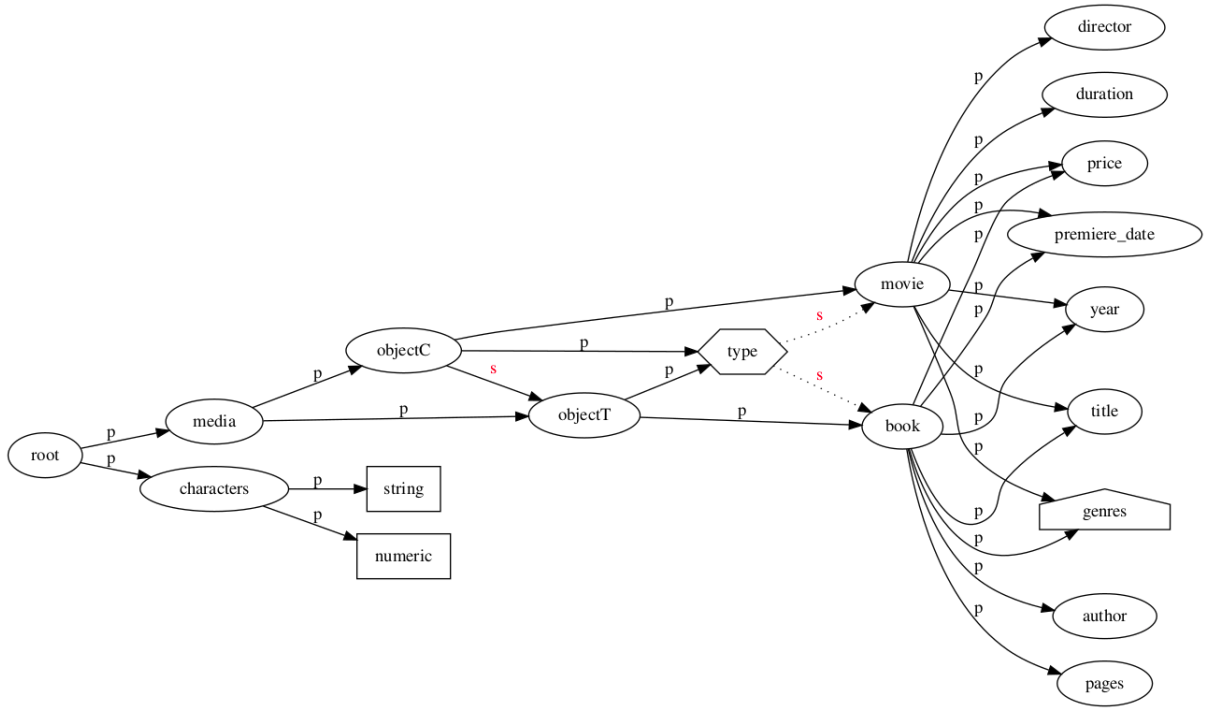 director
p
duration
p
price
p
p
premiere_date
p
movie
p
year
p
p
s
objectC
p
type
p
s
p
p
s
title
p
media
p
objectT
p
book
p
p
root
p
p
characters
p
string
genres
p
p
numeric
p
author
p
pages